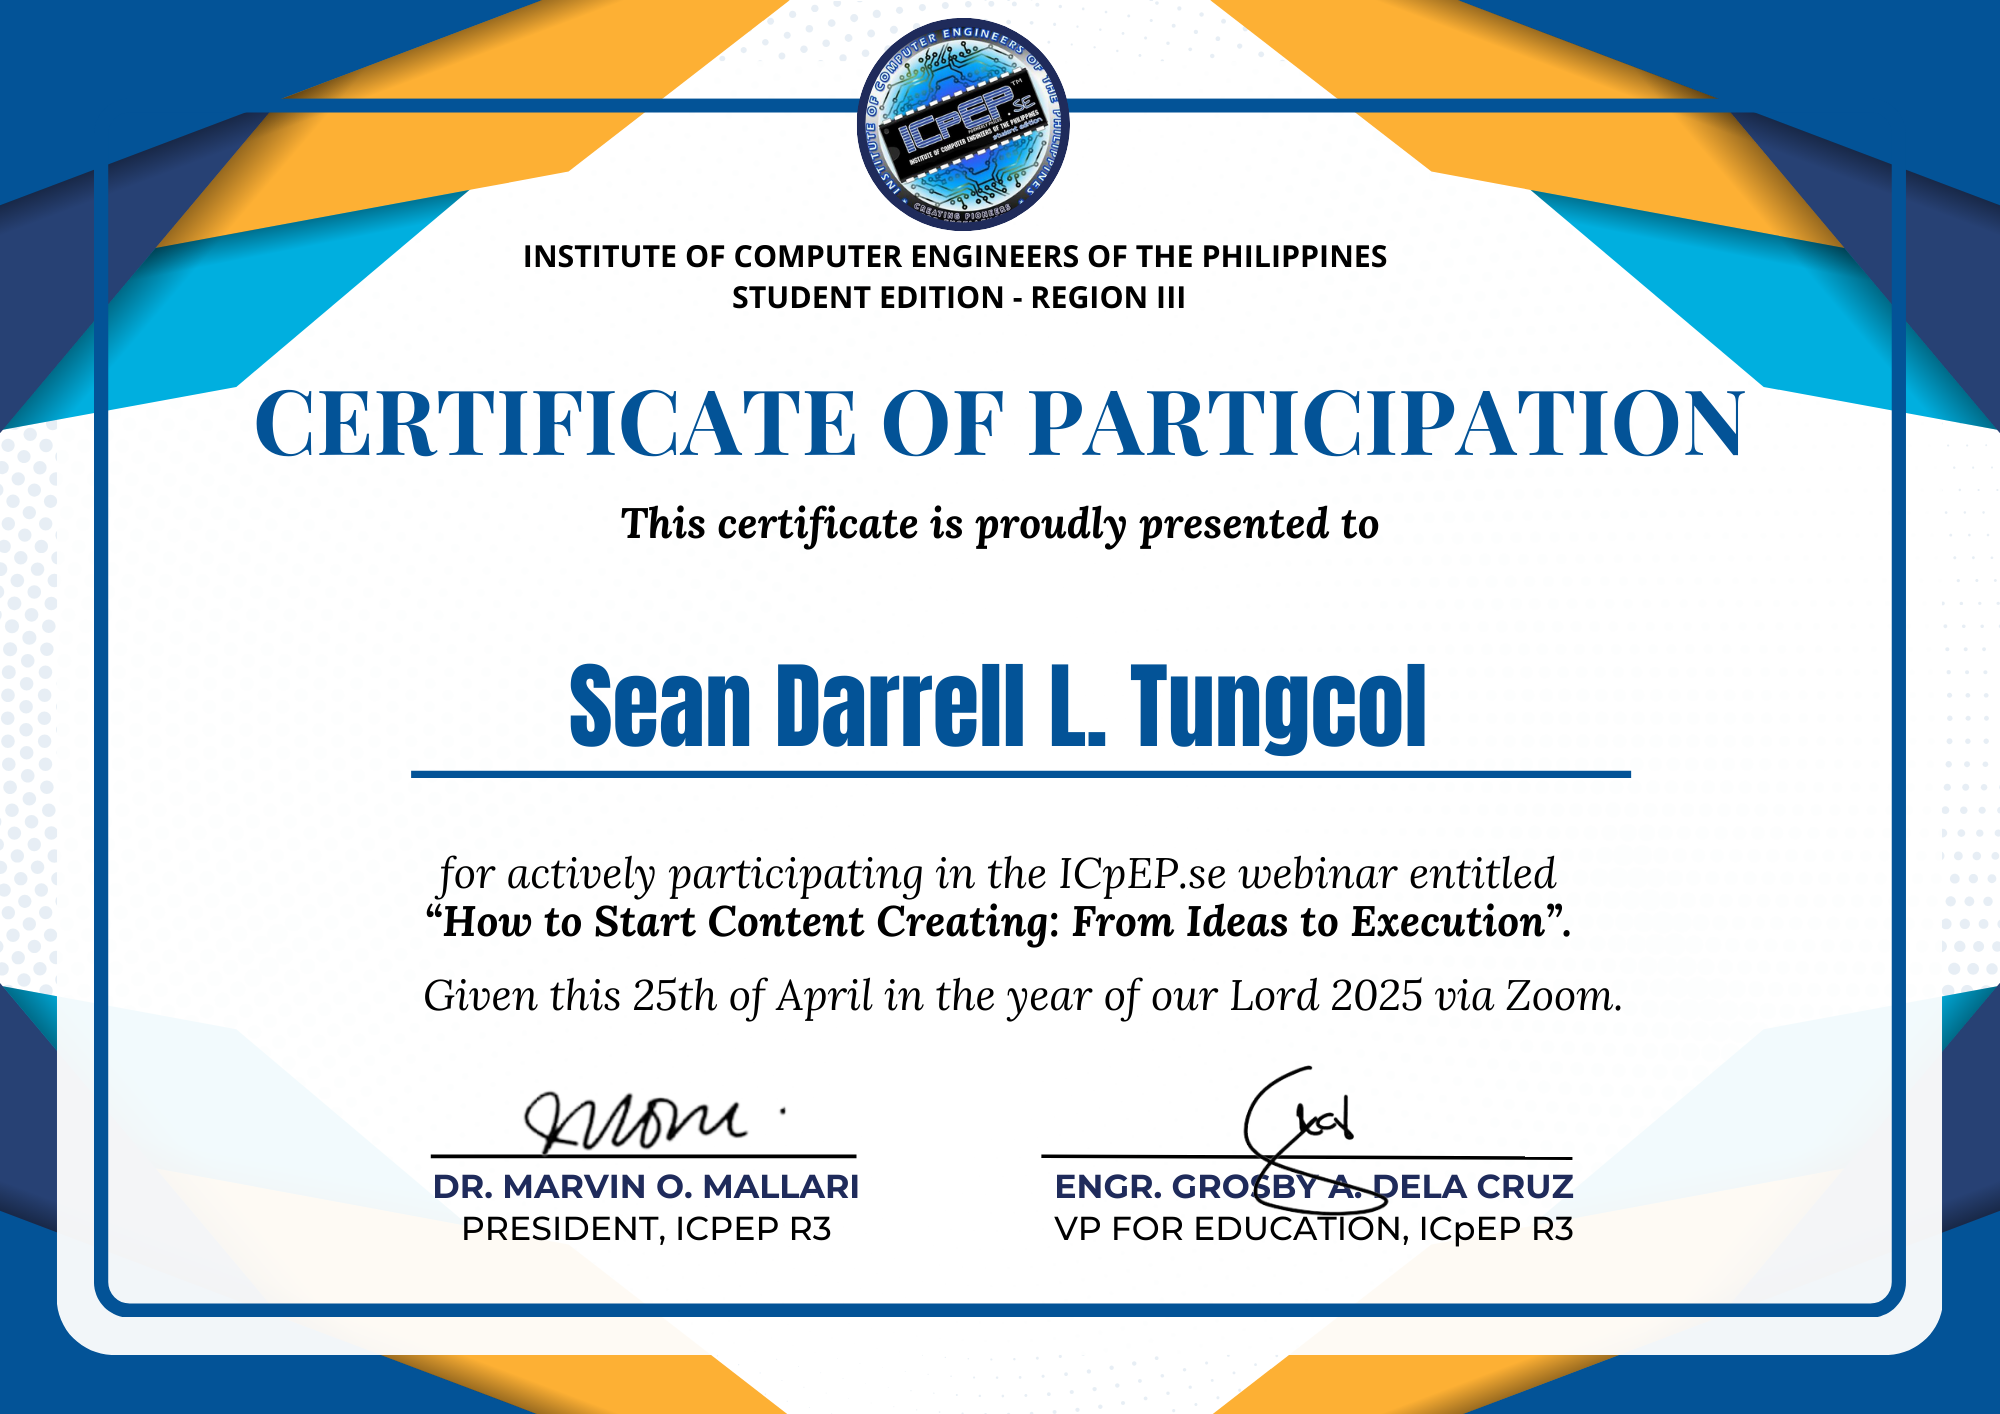 INSTITUTE OF COMPUTER ENGINEERS OF THE PHILIPPINES
ICpEP.SE™
INSTITUTE OF COMPUTER ENGINEERS OF THE PHILIPPINES
student edition
• CREATING PIONEERS •
INSTITUTE OF COMPUTER ENGINEERS OF THE PHILIPPINES
STUDENT EDITION - REGION III
CERTIFICATE OF PARTICIPATION
This certificate is proudly presented to
Sean Darrell L. Tungcol
for actively participating in the ICpEP.se webinar entitled
“How to Start Content Creating: From Ideas to Execution”.
Given this 25th of April in the year of our Lord 2025 via Zoom.
DR. MARVIN O. MALLARI
PRESIDENT, ICPEP R3
ENGR. GROSBY A. DELA CRUZ
VP FOR EDUCATION, ICpEP R3